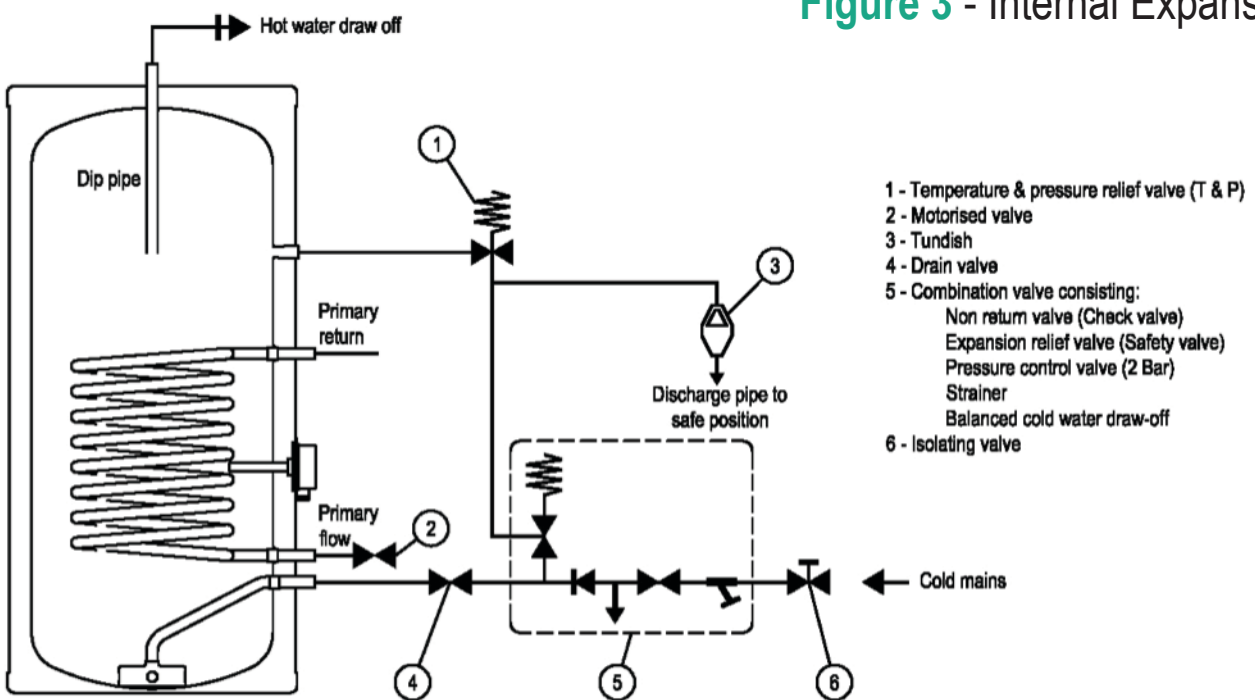 Figure 3 - Internal Expans
Hot water draw off
Dip pipe
1
3
Primary
return
Discharge pipe to
safe position
Primary
flow
2
Cold mains
4
5
6
1 - Temperature & pressure relief valve (T & P)
2 - Motorised valve
3 - Tundish
4 - Drain valve
5 - Combination valve consisting:
Non return valve (Check valve)
Expansion relief valve (Safety valve)
Pressure control valve (2 Bar)
Strainer
Balanced cold water draw-off
6 - Isolating valve